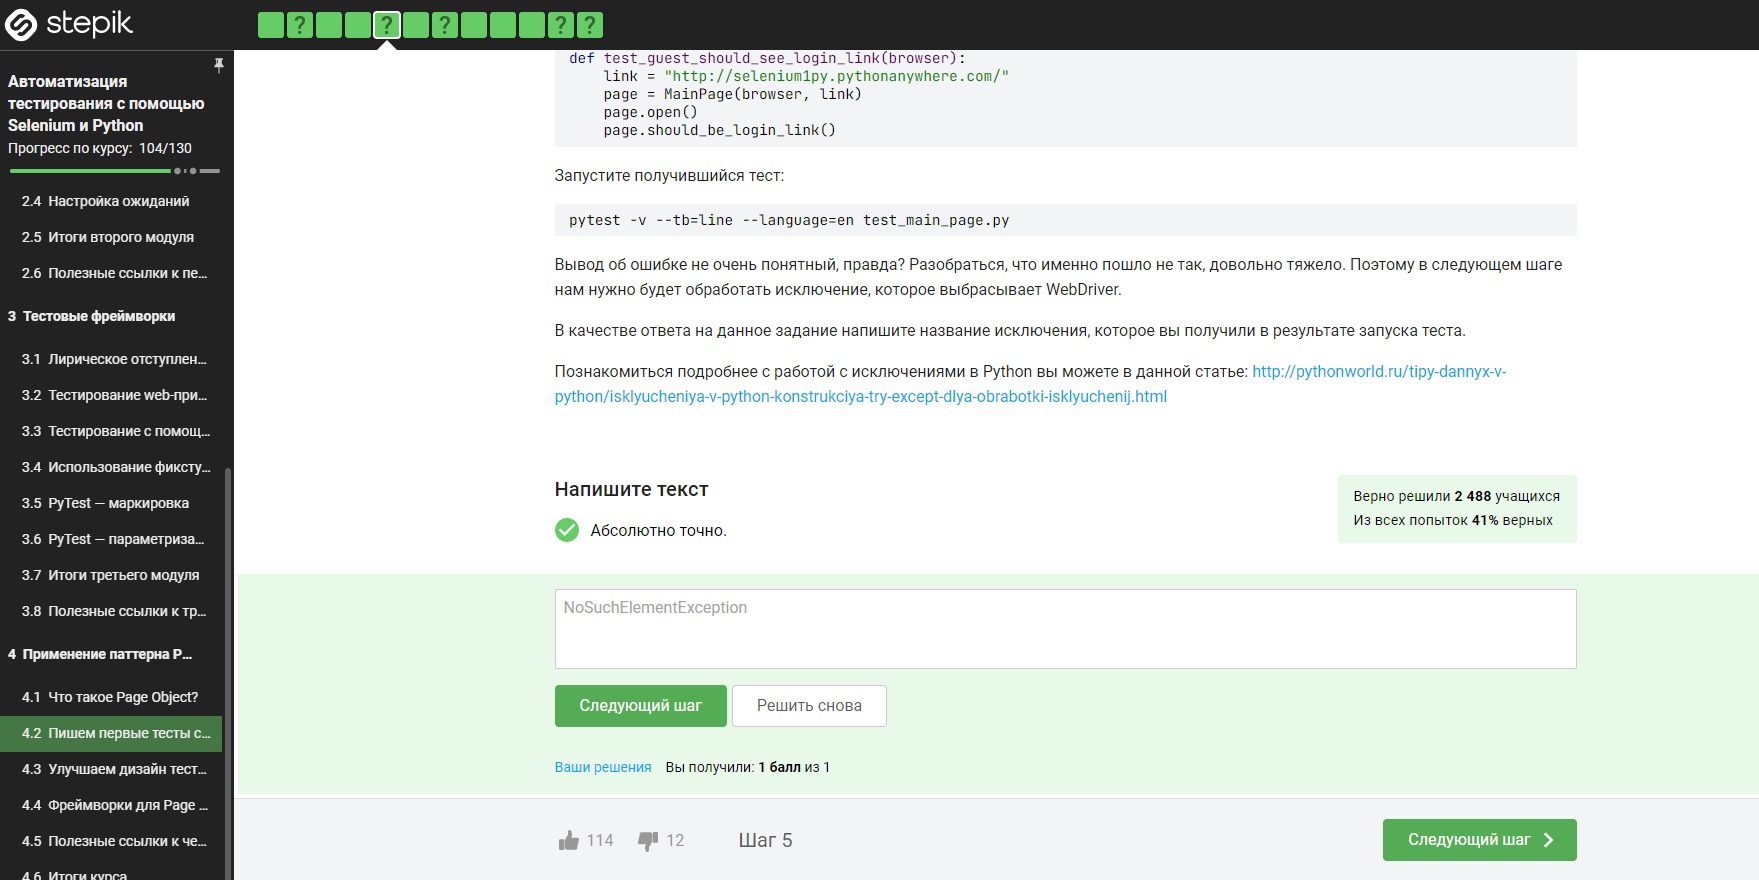 stepik
? ? ? ? ?
Автоматизация
тестирования с помощью
Selenium и Python
Прогресс по курсу: 104/130
2.4 Настройка ожиданий
2.5 Итоги второго модуля
2.6 Полезные ссылки к пе...
3 Тестовые фреймворки
3.1 Лирическое отступлен...
3.2 Тестирование web-при...
3.3 Тестирование с помощ...
3.4 Использование фиксту...
3.5 PyTest — маркировка
3.6 PyTest — параметриза...
3.7 Итоги третьего модуля
3.8 Полезные ссылки к тр...
4 Применение паттерна P...
4.1 Что такое Page Object?
4.2 Пишем первые тесты с...
4.3 Улучшаем дизайн тест...
4.4 Фреймворки для Page ...
4.5 Полезные ссылки к че...
4.6 Итоги курса
def test_guest_should_see_login_link(browser):
    link = "http://selenium1py.pythonanywhere.com/"
    page = MainPage(browser, link)
    page.open()
    page.should_be_login_link()
Запустите получившийся тест:
pytest -v --tb=line --language=en test_main_page.py
Вывод об ошибке не очень понятный, правда? Разобраться, что именно пошло не так, довольно тяжело. Поэтому в следующем шаге
нам нужно будет обработать исключение, которое выбрасывает WebDriver.
В качестве ответа на данное задание напишите название исключения, которое вы получили в результате запуска теста.
Познакомиться подробнее с работой с исключениями в Python вы можете в данной статье: http://pythonworld.ru/tipy-dannyx-v-
python/isklyucheniya-v-python-konstrukciya-try-except-dlya-obrabotki-isklyuchenij.html
Напишите текст
Верно решили 2 488 учащихся
Из всех попыток 41% верных
Абсолютно точно.
NoSuchElementException
Следующий шаг
Решить снова
Ваши решения Вы получили: 1 балл из 1
114 12 Шаг 5
Следующий шаг